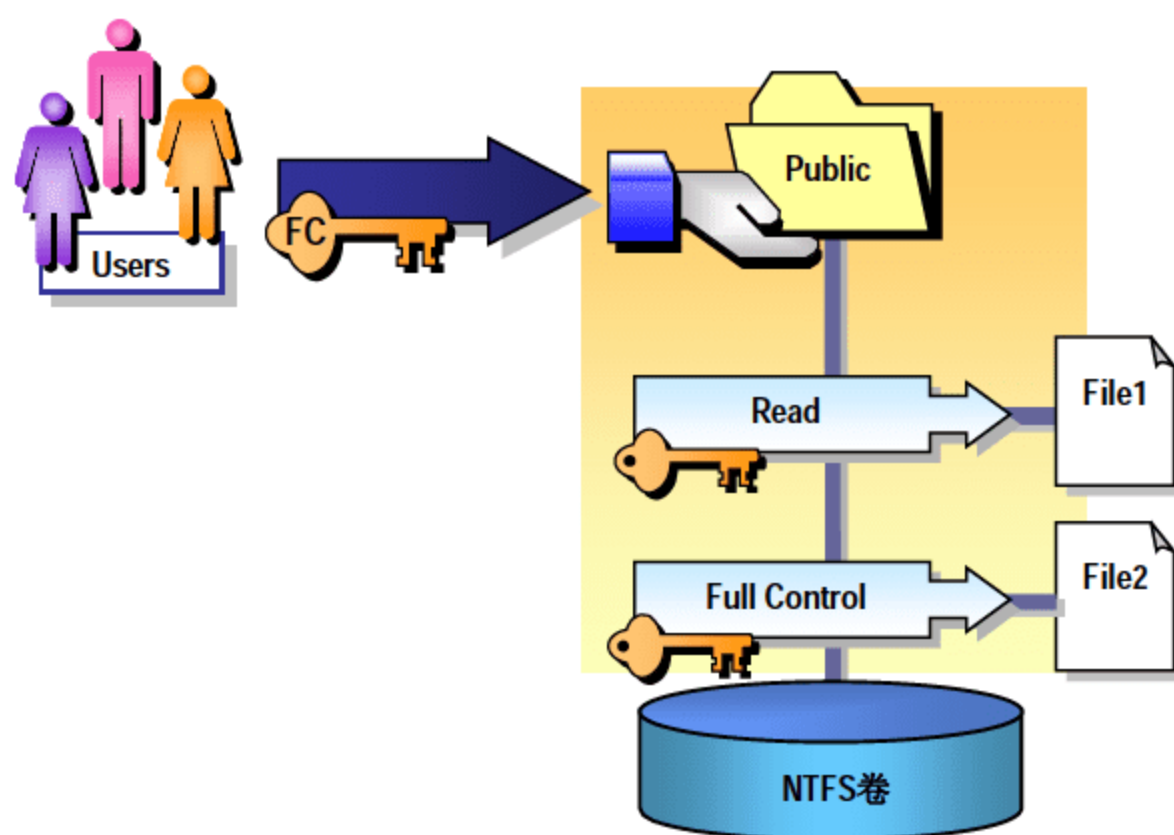 Public
FC
Users
Read
File1
Full Control
File2
NTFS卷